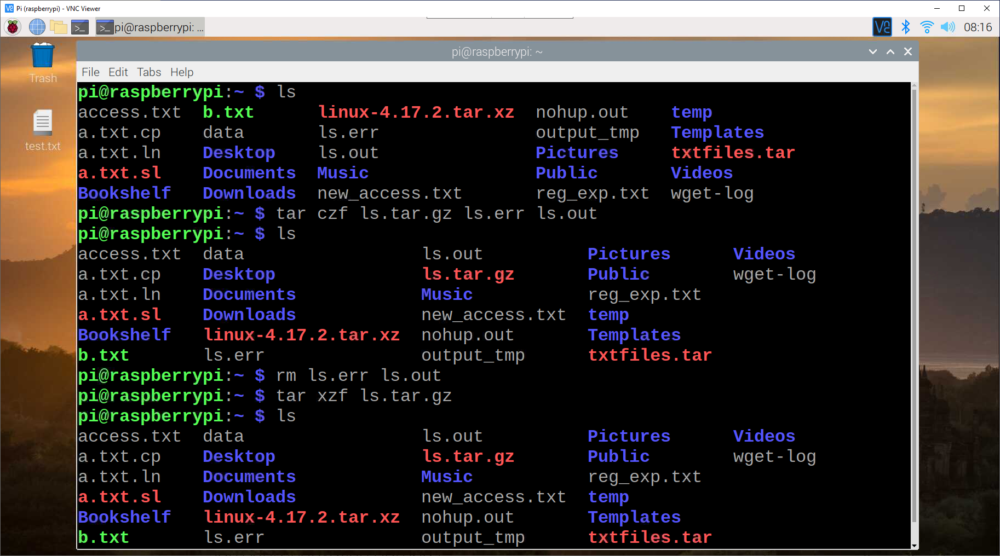 Pi (raspberrypi) - VNC Viewer
pi@raspberrypi: ... 08:16
Trash
test.txt
pi@raspberrypi: ~
File Edit Tabs Help
pi@raspberrypi:~ $ ls
access.txt b.txt linux-4.17.2.tar.xz nohup.out temp
a.txt.cp data ls.err output_tmp Templates
a.txt.ln Desktop ls.out Pictures txtfiles.tar
a.txt.sl Documents Music Public Videos
Bookshelf Downloads new_access.txt reg_exp.txt wget-log
pi@raspberrypi:~ $ tar czf ls.tar.gz ls.err ls.out
pi@raspberrypi:~ $ ls
access.txt data ls.out Pictures Videos
a.txt.cp Desktop ls.tar.gz Public wget-log
a.txt.ln Documents Music reg_exp.txt
a.txt.sl Downloads new_access.txt temp
Bookshelf linux-4.17.2.tar.xz nohup.out Templates
b.txt ls.err output_tmp txtfiles.tar
pi@raspberrypi:~ $ rm ls.err ls.out
pi@raspberrypi:~ $ tar xzf ls.tar.gz
pi@raspberrypi:~ $ ls
access.txt data ls.out Pictures Videos
a.txt.cp Desktop ls.tar.gz Public wget-log
a.txt.ln Documents Music reg_exp.txt
a.txt.sl Downloads new_access.txt temp
Bookshelf linux-4.17.2.tar.xz nohup.out Templates
b.txt ls.err output_tmp txtfiles.tar